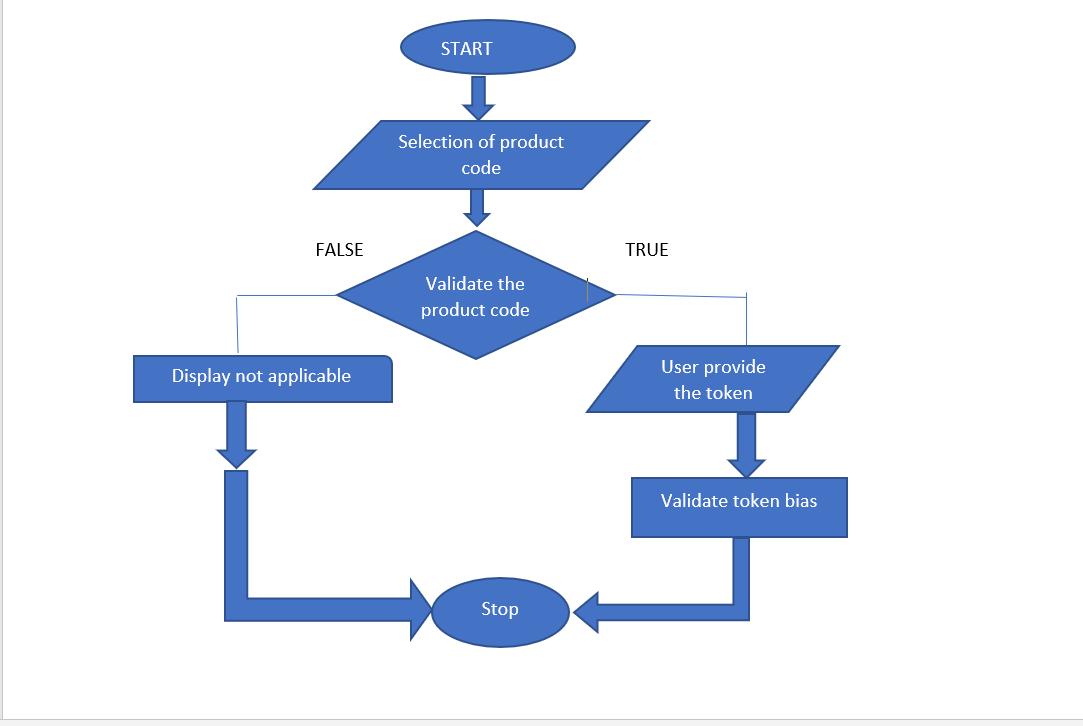 START
Selection of product
code
FALSE
TRUE
Validate the
product code
Display not applicable
User provide
the token
Validate token bias
Stop